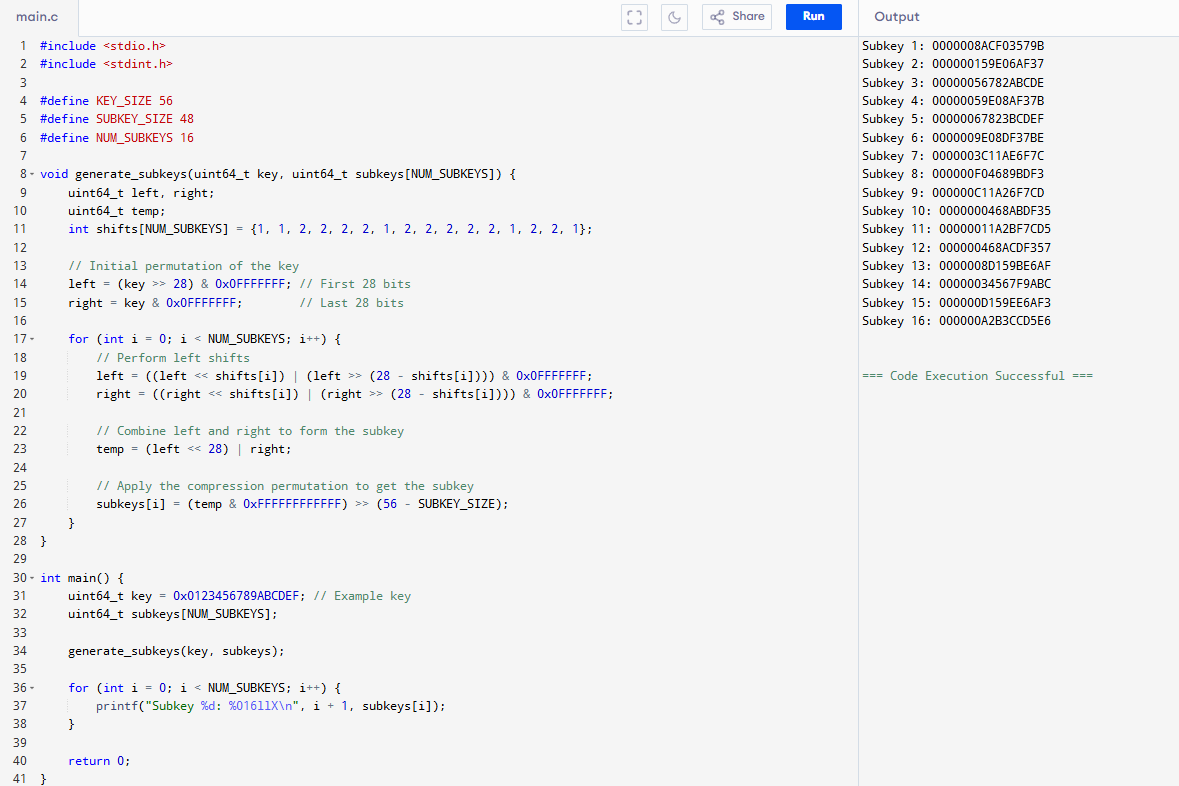 main.c
Share
Run
Output
1 #include <stdio.h>
2 #include <stdint.h>
3
4 #define KEY_SIZE 56
5 #define SUBKEY_SIZE 48
6 #define NUM_SUBKEYS 16
7
8 void generate_subkeys(uint64_t key, uint64_t subkeys[NUM_SUBKEYS]) {
9     uint64_t left, right;
10     uint64_t temp;
11     int shifts[NUM_SUBKEYS] = {1, 1, 2, 2, 2, 2, 1, 2, 2, 2, 2, 2, 1, 2, 2, 1};
12
13     // Initial permutation of the key
14     left = (key >> 28) & 0x0FFFFFFF; // First 28 bits
15     right = key & 0x0FFFFFFF;        // Last 28 bits
16
17     for (int i = 0; i < NUM_SUBKEYS; i++) {
18         // Perform left shifts
19         left = ((left << shifts[i]) | (left >> (28 - shifts[i]))) & 0x0FFFFFFF;
20         right = ((right << shifts[i]) | (right >> (28 - shifts[i]))) & 0x0FFFFFFF;
21
22         // Combine left and right to form the subkey
23         temp = (left << 28) | right;
24
25         // Apply the compression permutation to get the subkey
26         subkeys[i] = (temp & 0xFFFFFFFFFFFF) >> (56 - SUBKEY_SIZE);
27     }
28 }
29
30 int main() {
31     uint64_t key = 0x0123456789ABCDEF; // Example key
32     uint64_t subkeys[NUM_SUBKEYS];
33
34     generate_subkeys(key, subkeys);
35
36     for (int i = 0; i < NUM_SUBKEYS; i++) {
37         printf("Subkey %d: %016llX\n", i + 1, subkeys[i]);
38     }
39
40     return 0;
41 }
Subkey 1: 0000008ACF03579B
Subkey 2: 000000159E06AF37
Subkey 3: 00000056782ABCDE
Subkey 4: 00000059E08AF37B
Subkey 5: 00000067823BCDEF
Subkey 6: 0000009E08DF37BE
Subkey 7: 0000003C11AE6F7C
Subkey 8: 000000F04689BDF3
Subkey 9: 000000C11A26F7CD
Subkey 10: 0000000468ABDF35
Subkey 11: 00000011A2BF7CD5
Subkey 12: 000000468ACDF357
Subkey 13: 0000008D159BE6AF
Subkey 14: 00000034567F9ABC
Subkey 15: 000000D159EE6AF3
Subkey 16: 000000A2B3CCD5E6
=== Code Execution Successful ===